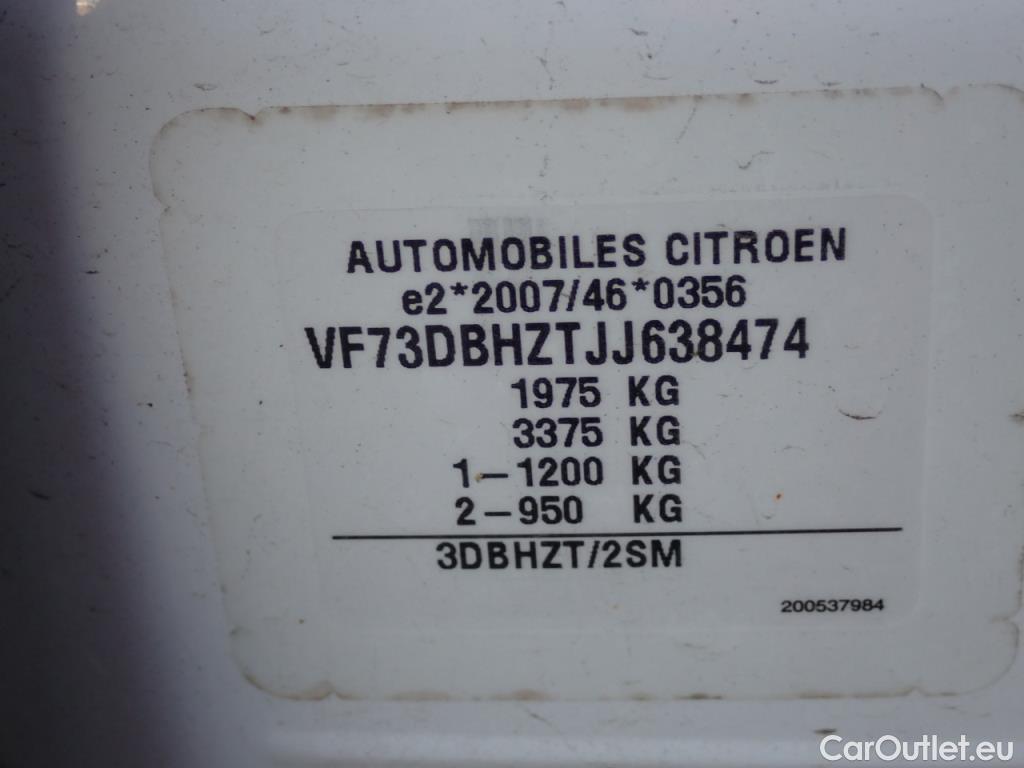 AUTOMOBILES CITROEN
e2*2007/46*0356
VF73DBHZTJJ638474
1975 KG
3375 KG
1-1200 KG
2-950 KG
3DBHZT/2SM
200537984
CarOutlet.eu